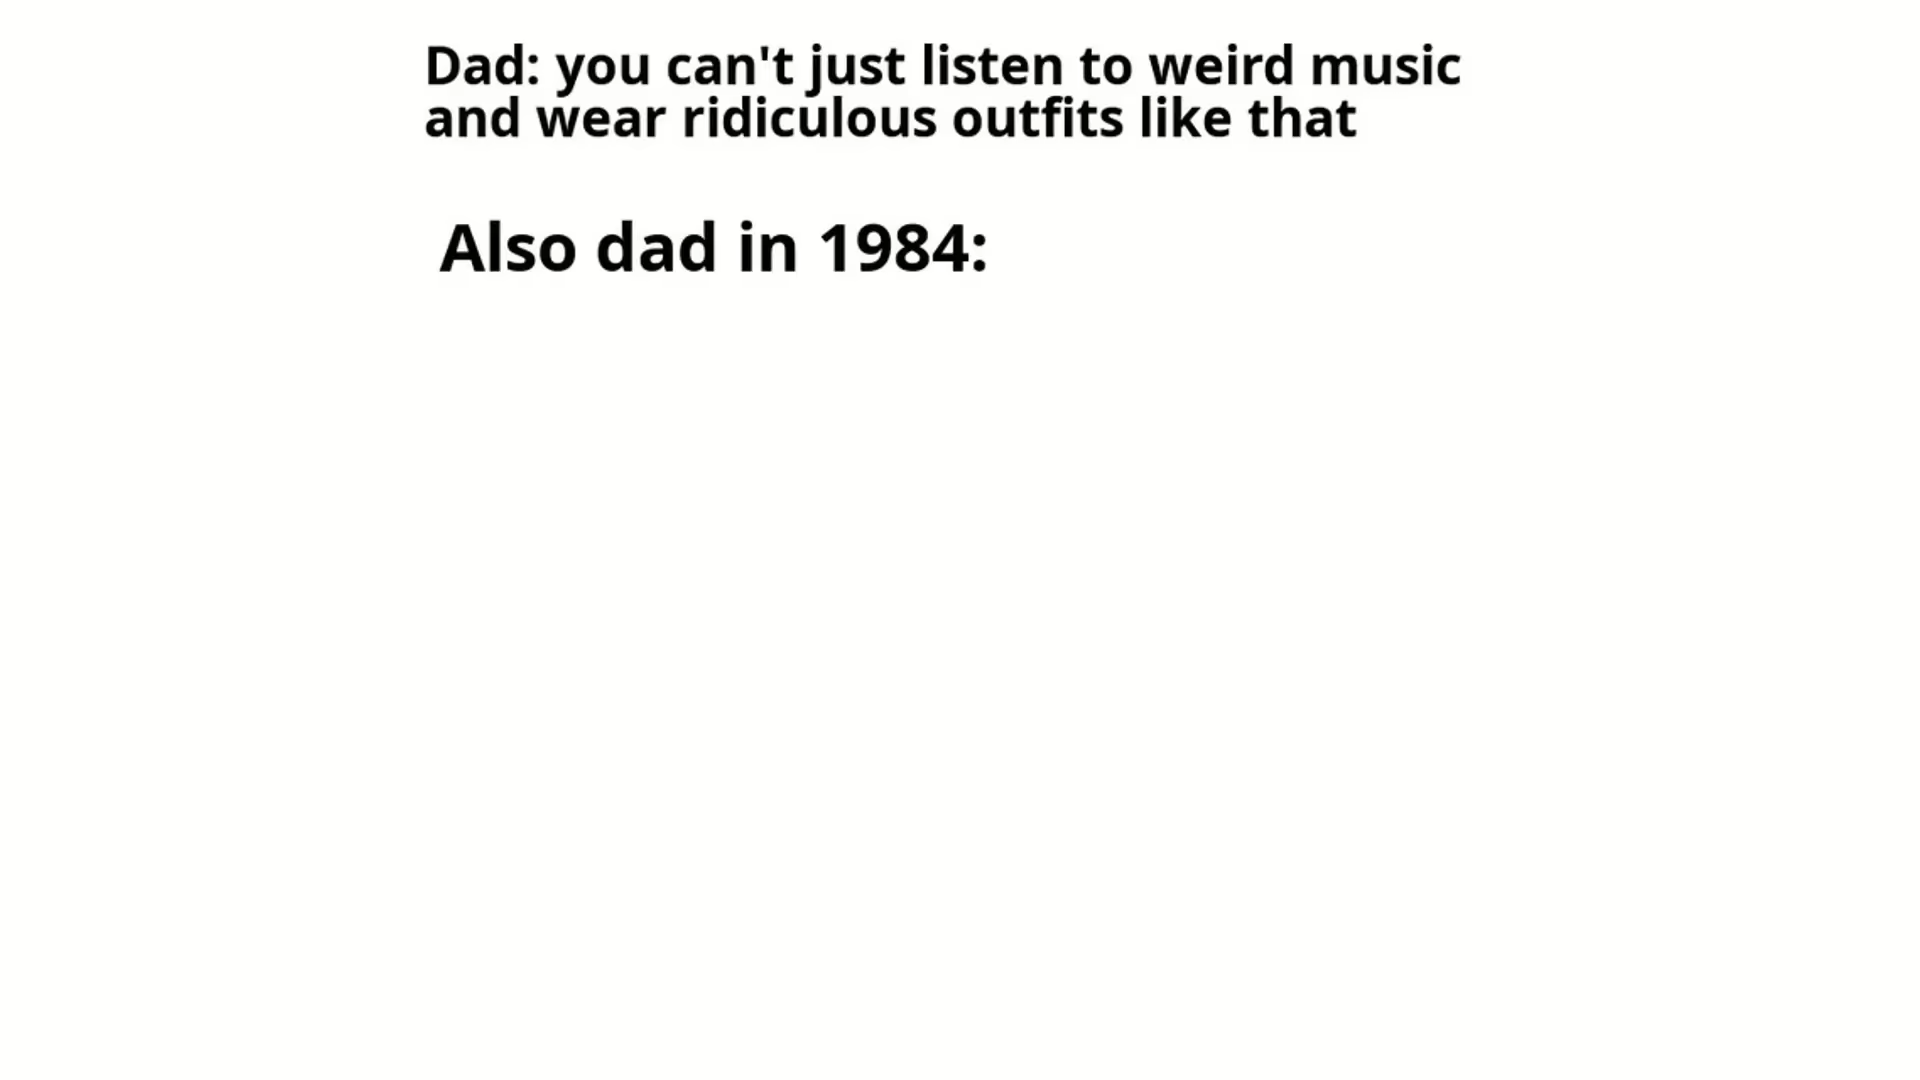 Dad: you can't just listen to weird music
and wear ridiculous outfits like that
Also dad in 1984: